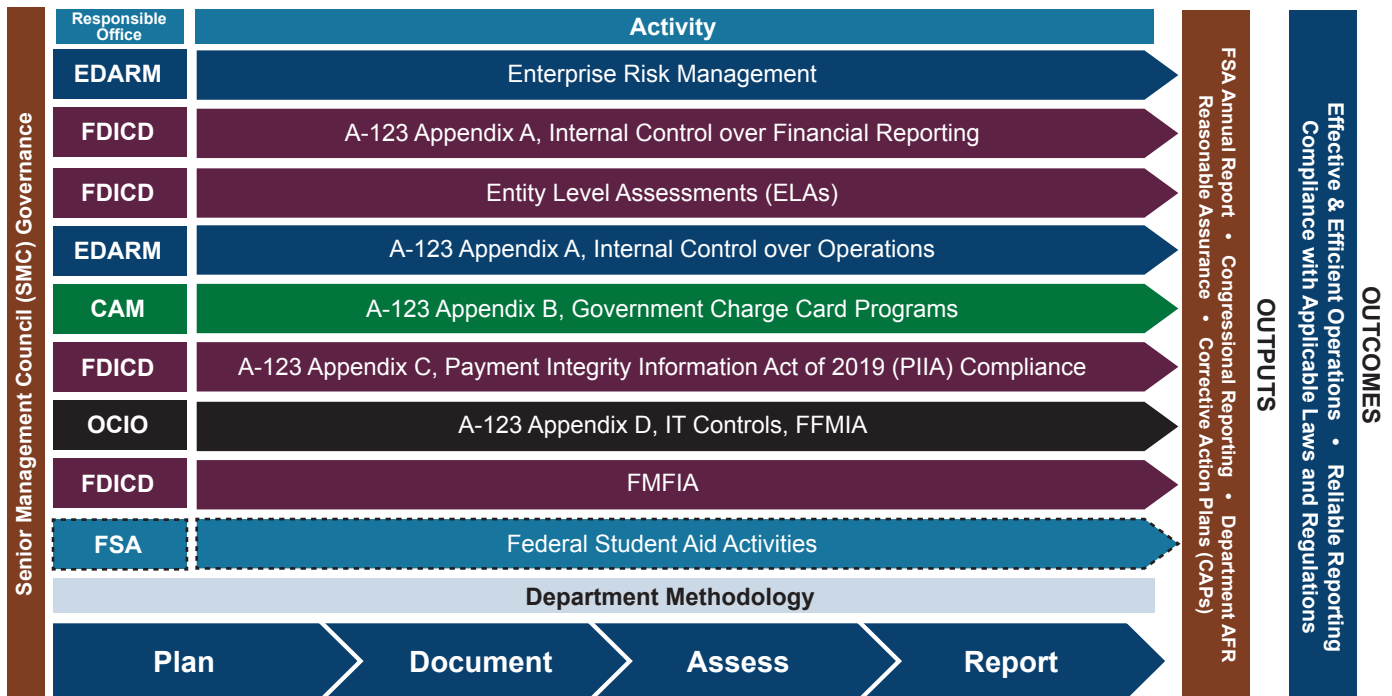 Senior Management Council (SMC) Governance
Responsible
Office
Activity
EDARM
Enterprise Risk Management
FDICD
A-123 Appendix A, Internal Control over Financial Reporting
FDICD
Entity Level Assessments (ELAs)
EDARM
A-123 Appendix A, Internal Control over Operations
CAM
A-123 Appendix B, Government Charge Card Programs
FDICD
A-123 Appendix C, Payment Integrity Information Act of 2019 (PIIA) Compliance
OCIO
A-123 Appendix D, IT Controls, FFMIA
FDICD
FMFIA
FSA
Federal Student Aid Activities
Department Methodology
Plan
Document
Assess
Report
FSA Annual Report • Congressional Reporting • Department AFR
Reasonable Assurance • Corrective Action Plans (CAPs)
OUTPUTS
Effective & Efficient Operations • Reliable Reporting
Compliance with Applicable Laws and Regulations
OUTCOMES